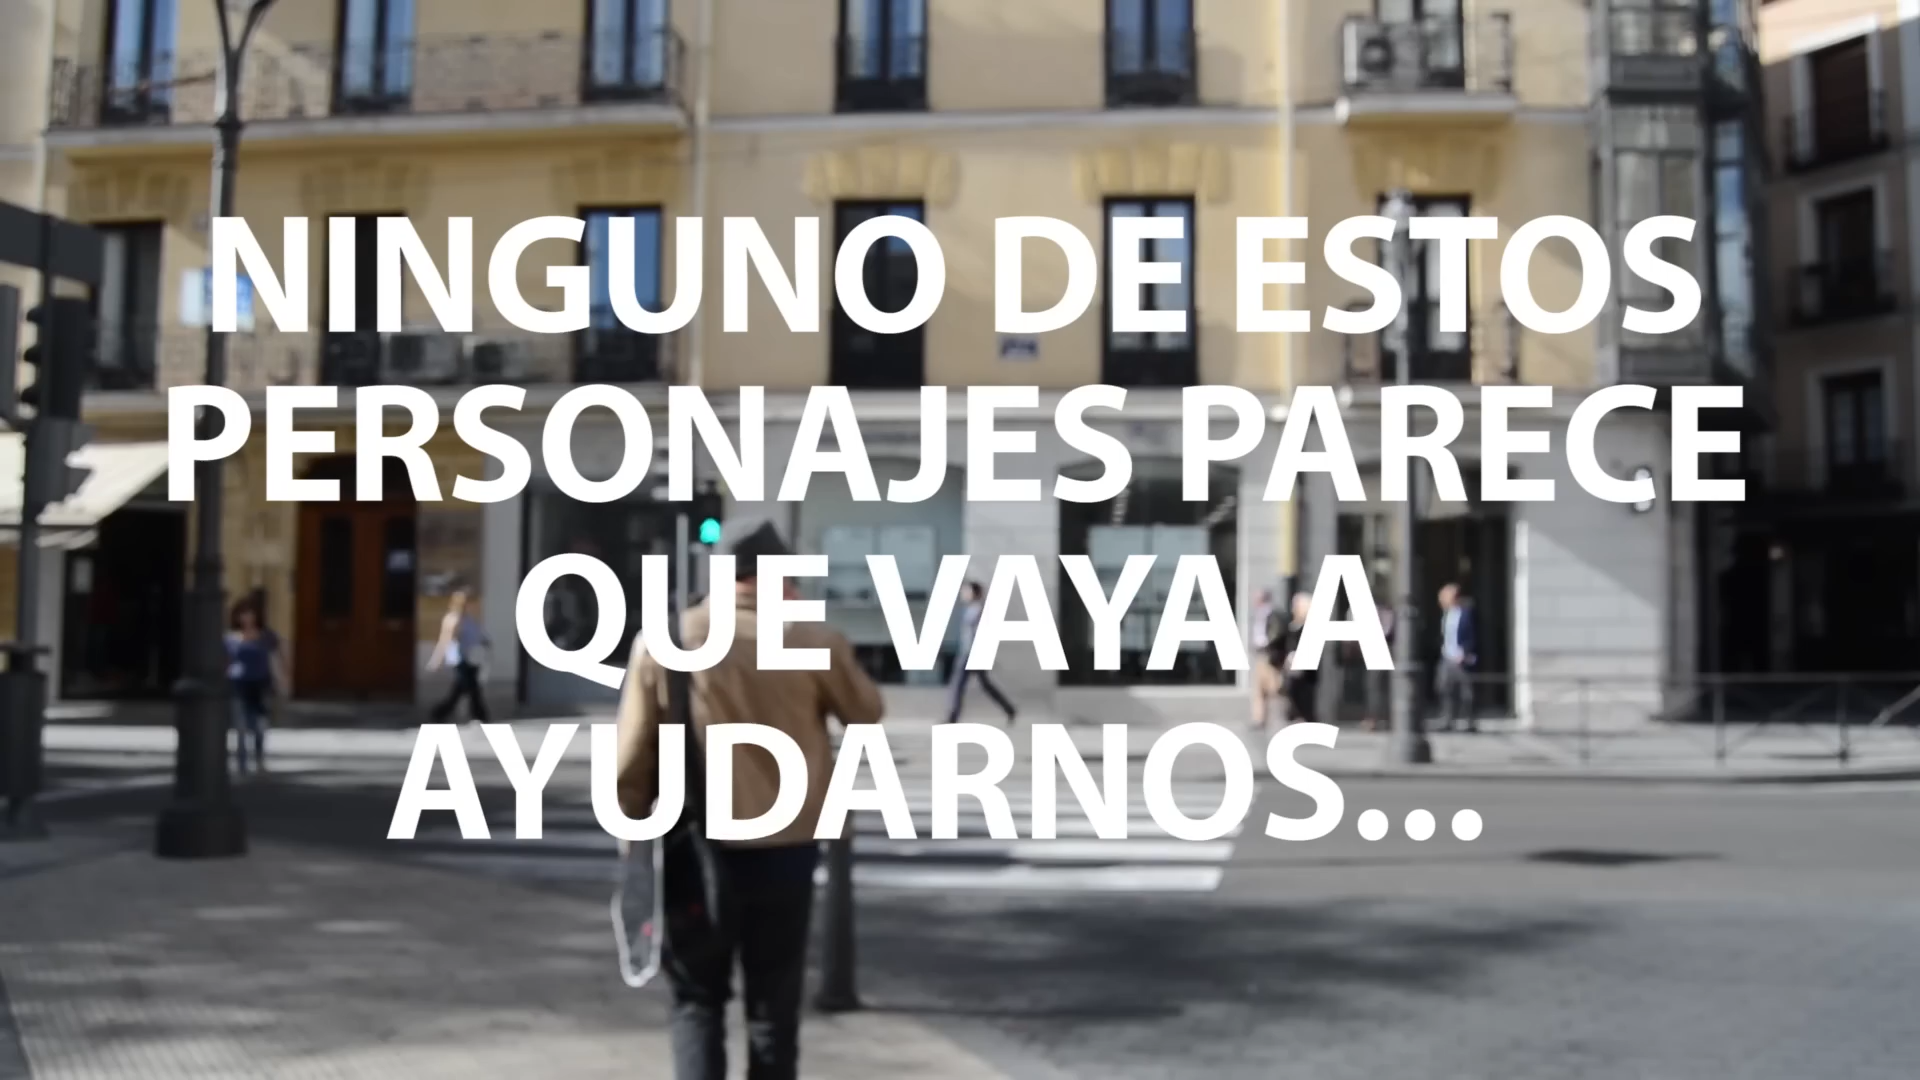 NINGUNO DE ESTOS
PERSONAJES PARECE
QUE VAYA A
AYUDARNOS...